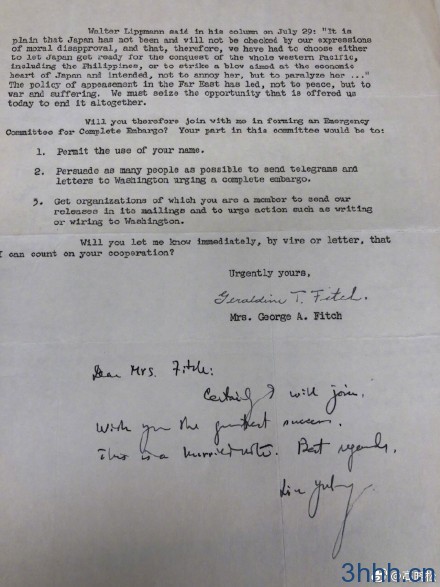 Walter Lippmann said in his column on July 29: "It is
plain that Japan has not been and will not be checked by our expressions
of moral disapproval, and that, therefore, we have had to choose either
to let Japan get ready for the conquest of the whole western Pacific,
including the Philippines, or to strike a blow aimed at the economic
heart of Japan and intended, not to annoy her, but to paralyze her ..."
The policy of appeasement in the Far East has led, not to peace, but to
war and suffering. We must seize the opportunity that is offered us
today to end it altogether.
Will you therefore join with me in forming an Emergency
Committee for Complete Embargo? Your part in this committee would be to:
1. Permit the use of your name.
2. Persuade as many people as possible to send telegrams and
letters to Washington urging a complete embargo.
3. Get organizations of which you are a member to send our
releases in its mailings and to urge action such as writing
or wiring to Washington.
Will you let me know immediately, by wire or letter, that
I can count on your cooperation?
Urgently yours,
Geraldine T. Fitch.
Mrs. George A. Fitch
Dear Mrs. Fitch:
Certainly I will join.
Wish you the greatest success.
This is a hurried note. Best regards,
Lin Yutang
3hhh.cn